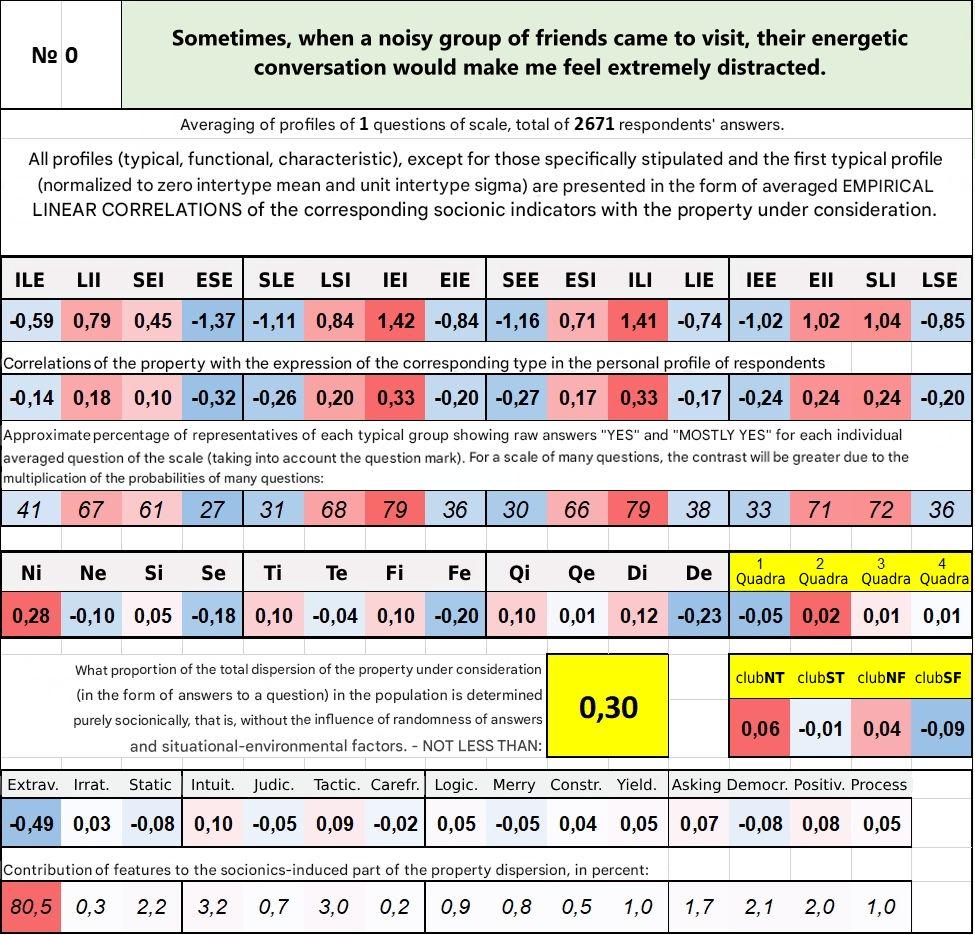 № 0
Sometimes, when a noisy group of friends came to visit, their energetic
conversation would make me feel extremely distracted.
Averaging of profiles of 1 questions of scale, total of 2671 respondents' answers.
All profiles (typical, functional, characteristic), except for those specifically stipulated and the first typical profile
(normalized to zero intertype mean and unit intertype sigma) are presented in the form of averaged EMPIRICAL
LINEAR CORRELATIONS of the corresponding socionic indicators with the property under consideration.
ILE LII SEI ESE SLE LSI IEI EIE SEE ESI ILI LIE IEE EII SLI LSE
-0,59 0,79 0,45 -1,37 -1,11 0,84 1,42 -0,84 -1,16 0,71 1,41 -0,74 -1,02 1,02 1,04 -0,85
Correlations of the property with the expression of the corresponding type in the personal profile of respondents
-0,14 0,18 0,10 -0,32 -0,26 0,20 0,33 -0,20 -0,27 0,17 0,33 -0,17 -0,24 0,24 0,24 -0,20
Approximate percentage of representatives of each typical group showing raw answers "YES" and "MOSTLY YES" for each individual
averaged question of the scale (taking into account the question mark). For a scale of many questions, the contrast will be greater due to the
multiplication of the probabilities of many questions:
41 67 61 27 31 68 79 36 30 66 79 38 33 71 72 36
Ni Ne Si Se Ti Te Fi Fe Qi Qe Di De 1 Quadra 2 Quadra 3 Quadra 4 Quadra
0,28 -0,10 0,05 -0,18 0,10 -0,04 0,10 -0,20 0,10 0,01 0,12 -0,23 -0,05 0,02 0,01 0,01
What proportion of the total dispersion of the property under consideration
(in the form of answers to a question) in the population is determined
purely socionically, that is, without the influence of randomness of answers
and situational-environmental factors. - NOT LESS THAN:
0,30
clubNT clubST clubNF clubSF
0,06 -0,01 0,04 -0,09
Extrav. Irrat. Static Intuit. Judic. Tactic. Carefr. Logic. Merry Constr. Yield. Asking Democr. Positiv. Process
-0,49 0,03 -0,08 0,10 -0,05 0,09 -0,02 0,05 -0,05 0,04 0,05 0,07 -0,08 0,08 0,05
Contribution of features to the socionics-induced part of the property dispersion, in percent:
80,5 0,3 2,2 3,2 0,7 3,0 0,2 0,9 0,8 0,5 1,0 1,7 2,1 2,0 1,0